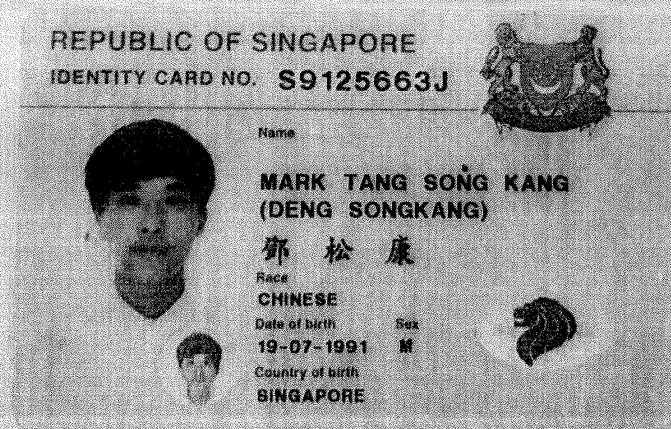 REPUBLIC OF SINGAPORE
IDENTITY CARD NO. S9125663J
Name
MARK TANG SONG KANG
(DENG SONGKANG)
鄧 松 康
Race
CHINESE
Date of birth Sex
19-07-1991 M
Country of birth
SINGAPORE